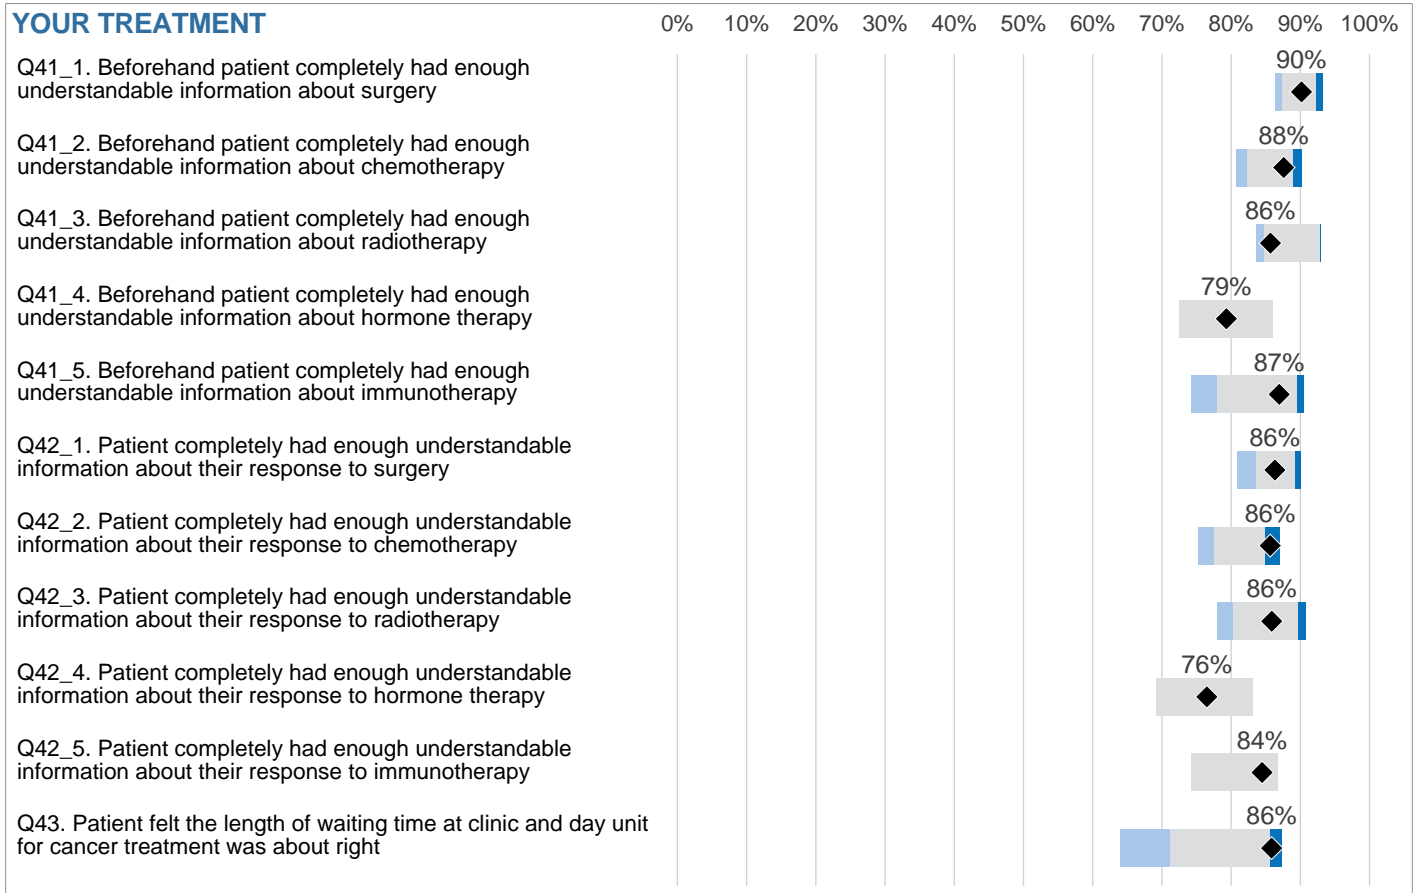 YOUR TREATMENT
0% 10% 20% 30% 40% 50% 60% 70% 80% 90% 100%
Q41_1. Beforehand patient completely had enough
understandable information about surgery
90%
Q41_2. Beforehand patient completely had enough
understandable information about chemotherapy
88%
Q41_3. Beforehand patient completely had enough
understandable information about radiotherapy
86%
Q41_4. Beforehand patient completely had enough
understandable information about hormone therapy
79%
Q41_5. Beforehand patient completely had enough
understandable information about immunotherapy
87%
Q42_1. Patient completely had enough understandable
information about their response to surgery
86%
Q42_2. Patient completely had enough understandable
information about their response to chemotherapy
86%
Q42_3. Patient completely had enough understandable
information about their response to radiotherapy
86%
Q42_4. Patient completely had enough understandable
information about their response to hormone therapy
76%
Q42_5. Patient completely had enough understandable
information about their response to immunotherapy
84%
Q43. Patient felt the length of waiting time at clinic and day unit
for cancer treatment was about right
86%